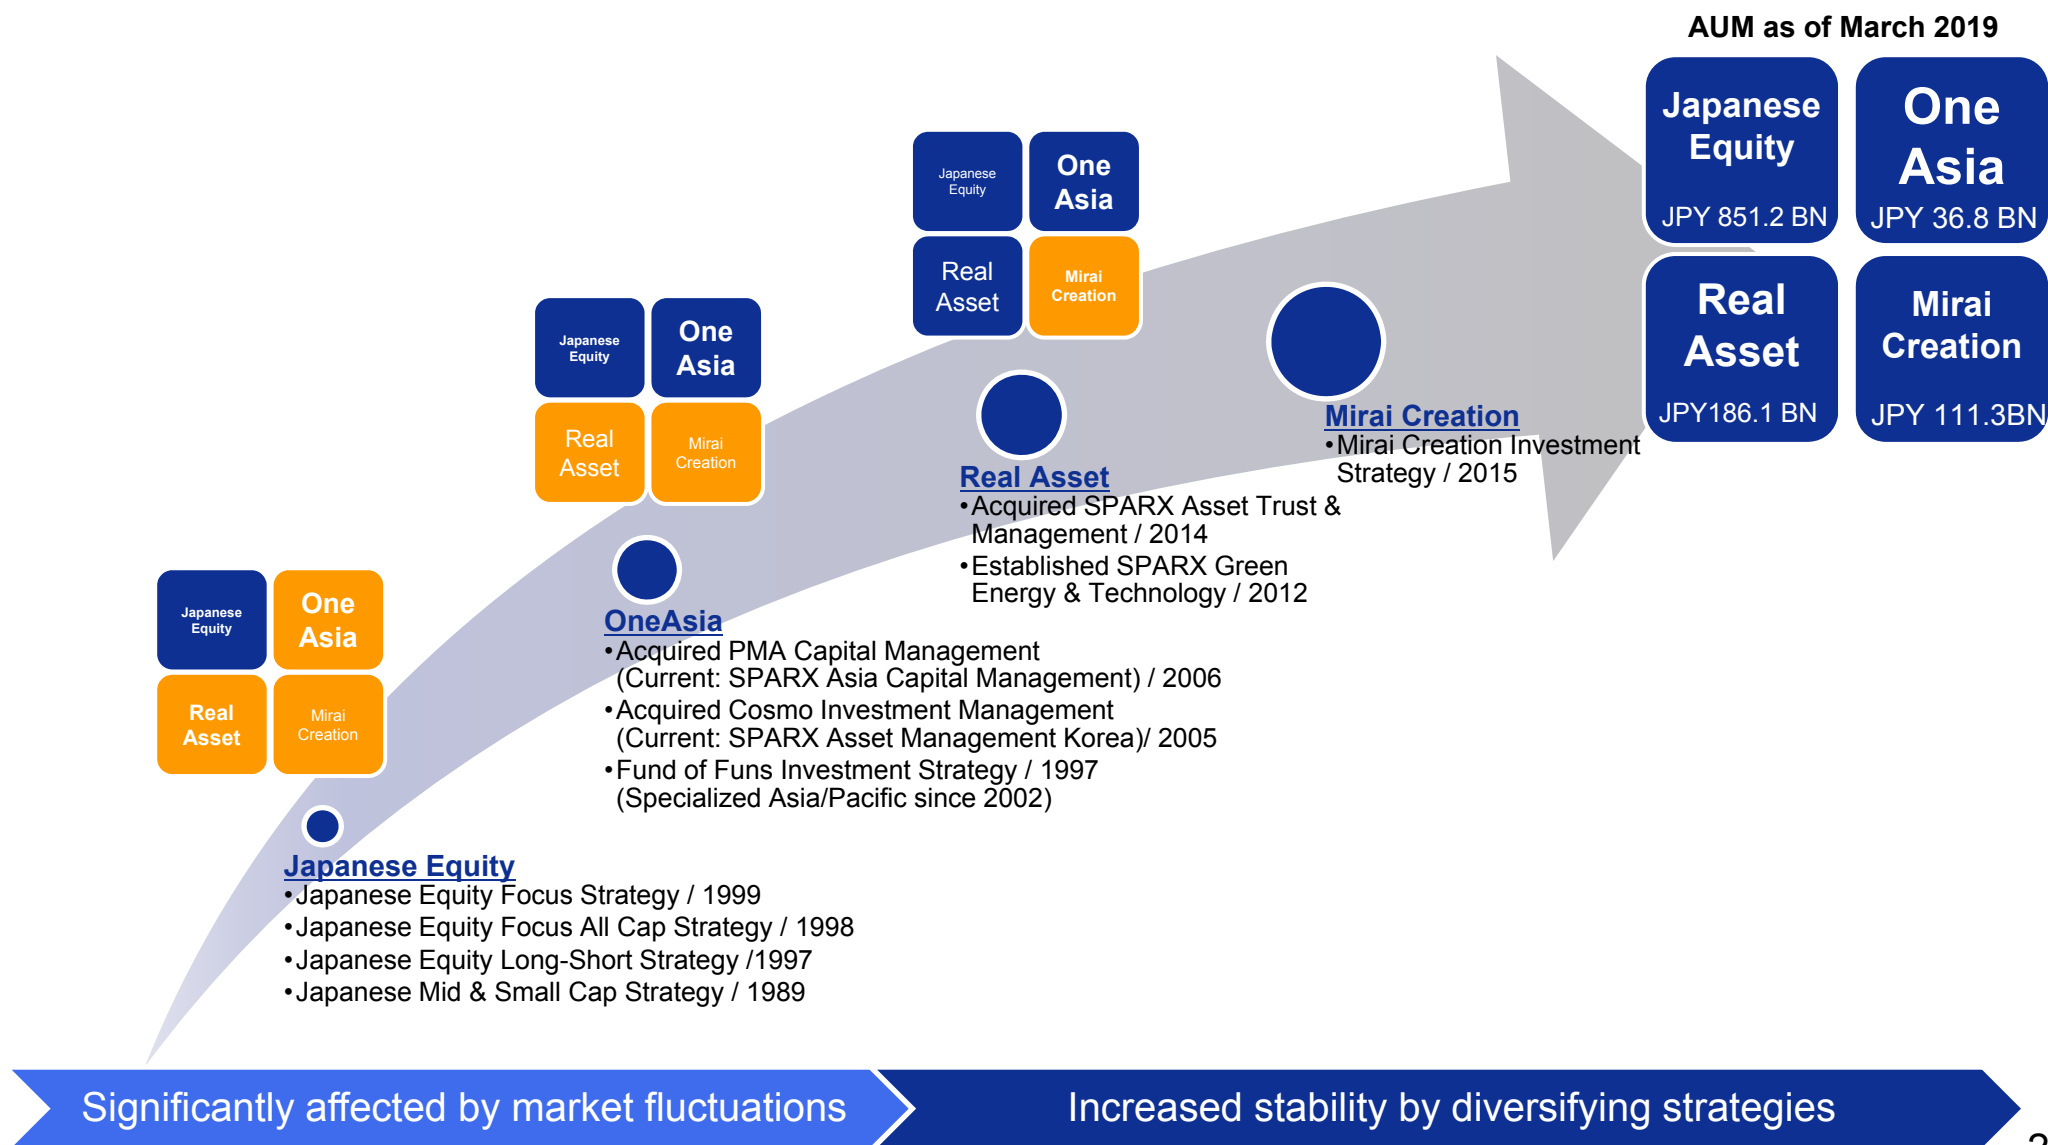 AUM as of March 2019
Japanese
Equity
JPY 851.2 BN
One
Asia
JPY 36.8 BN
Real
Asset
JPY186.1 BN
Mirai
Creation
JPY 111.3BN
Japanese
Equity
One
Asia
Real
Asset
Mirai
Creation
Japanese
Equity
One
Asia
Real
Asset
Mirai
Creation
Japanese
Equity
One
Asia
Real
Asset
Mirai
Creation
Mirai Creation
•Mirai Creation Investment
Strategy / 2015
Real Asset
•Acquired SPARX Asset Trust &
Management / 2014
•Established SPARX Green
Energy & Technology / 2012
OneAsia
•Acquired PMA Capital Management
(Current: SPARX Asia Capital Management) / 2006
•Acquired Cosmo Investment Management
(Current: SPARX Asset Management Korea)/ 2005
•Fund of Funs Investment Strategy / 1997
(Specialized Asia/Pacific since 2002)
Japanese Equity
•Japanese Equity Focus Strategy / 1999
•Japanese Equity Focus All Cap Strategy / 1998
•Japanese Equity Long-Short Strategy /1997
•Japanese Mid & Small Cap Strategy / 1989
Significantly affected by market fluctuations
Increased stability by diversifying strategies